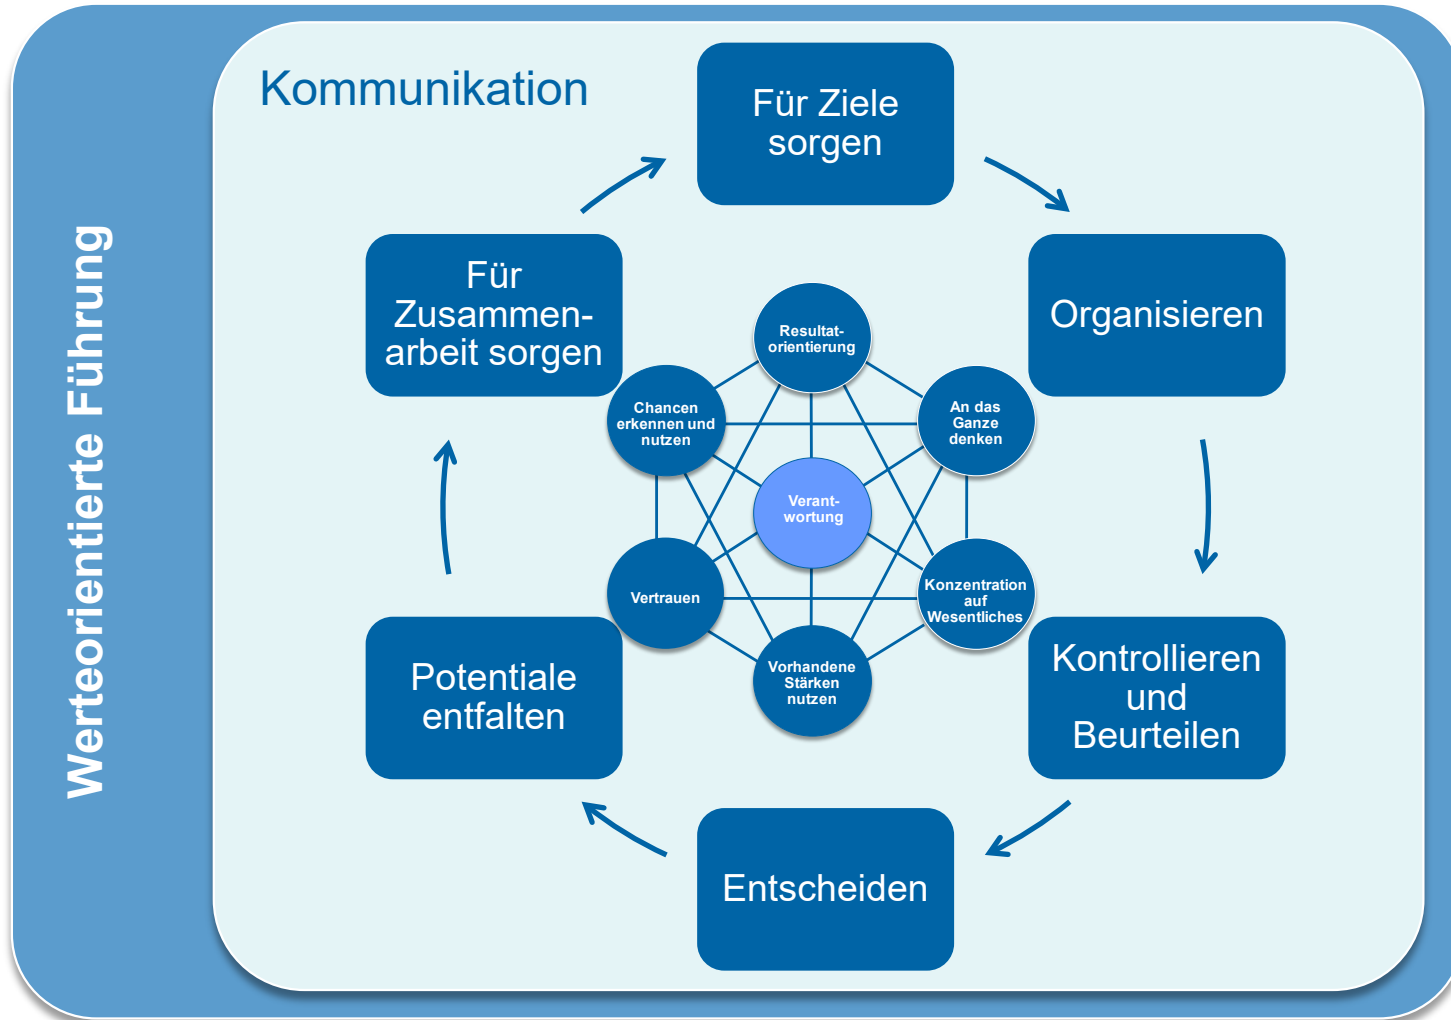 Werteorientierte Führung
Kommunikation
Für Ziele
sorgen
Organisieren
Kontrollieren
und
Beurteilen
Entscheiden
Potentiale
entfalten
Für
Zusammen-
arbeit sorgen
Resultat-
orientierung
An das
Ganze
denken
Konzentration
auf
Wesentliches
Vorhandene
Stärken
nutzen
Vertrauen
Chancen
erkennen und
nutzen
Verant-
wortung